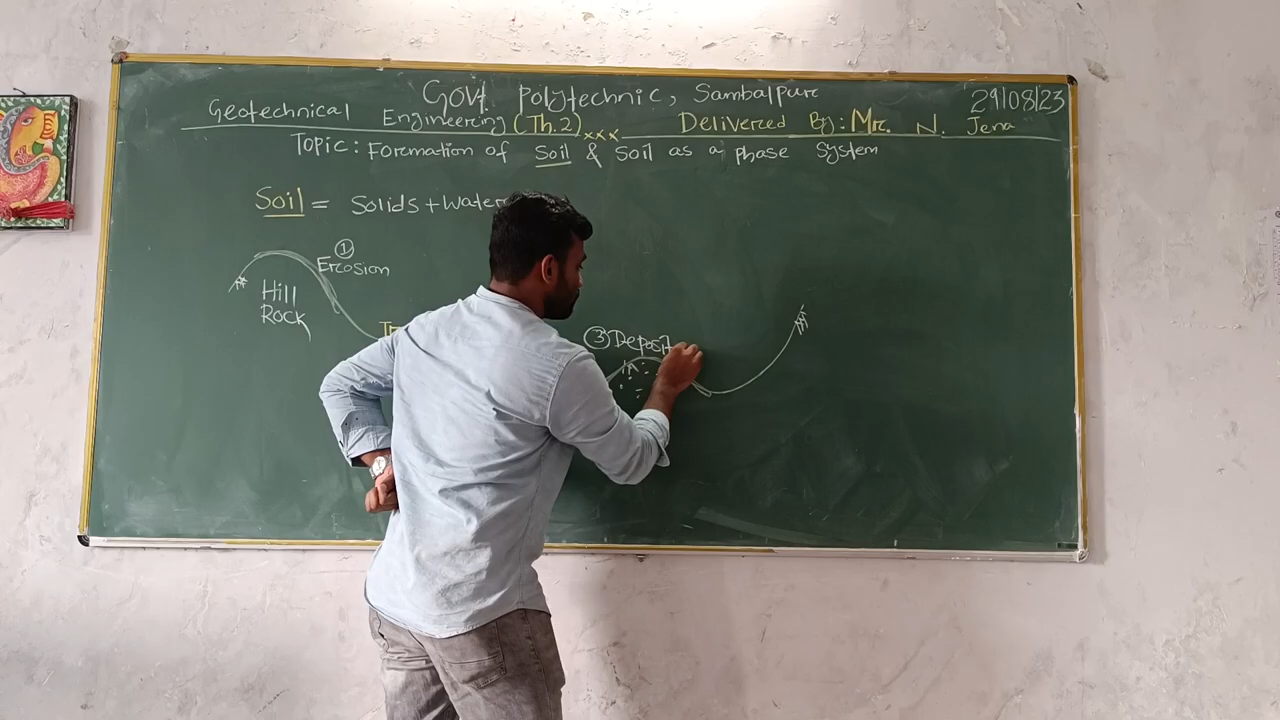 Govt. Polytechnic, Sambalpur
29/08/23
Geotechnical Engineering (Th.2) xxx Delivered By: Mr. N. Jena
Topic: Formation of Soil & Soil as a phase System
Soil = Solids + Water
① Erosion
Hill
Rock
③ Deposit